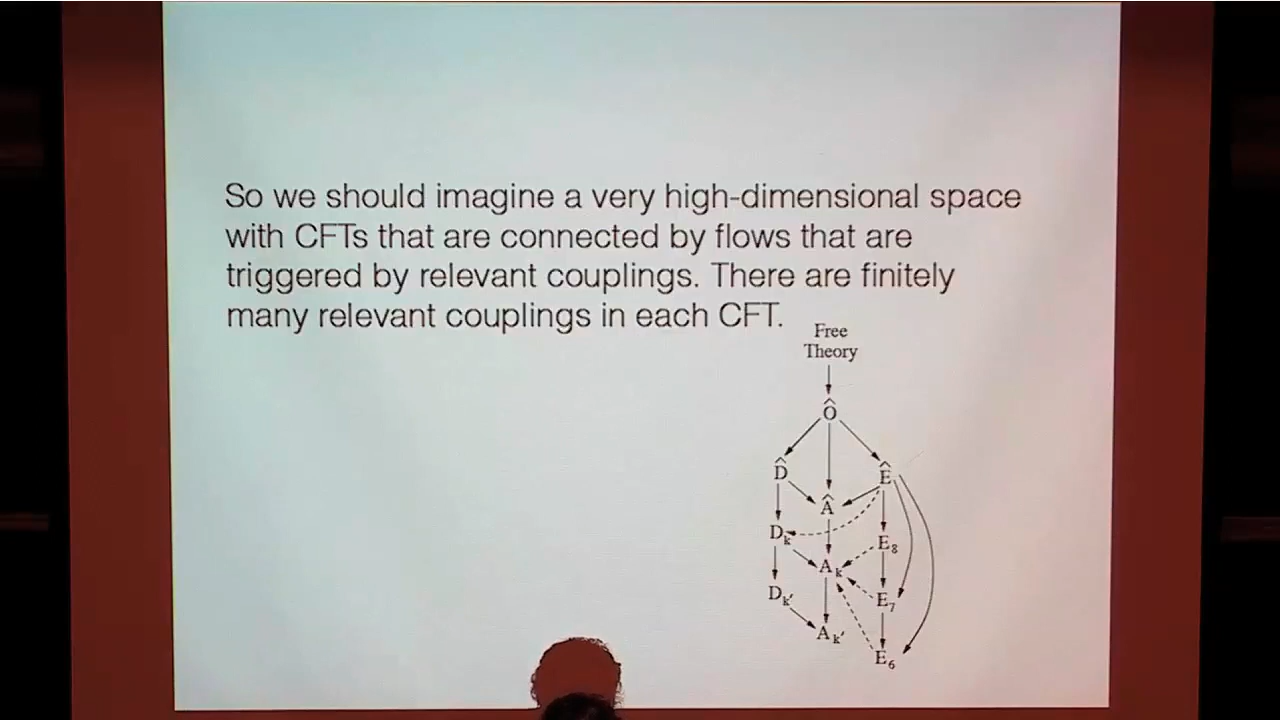 So we should imagine a very high-dimensional space
with CFTs that are connected by flows that are
triggered by relevant couplings. There are finitely
many relevant couplings in each CFT.
Free
Theory
Ô
D̂ Ê
Â
Dₖ E₈
Aₖ
Dₖ′ E₇
Aₖ′
E₆